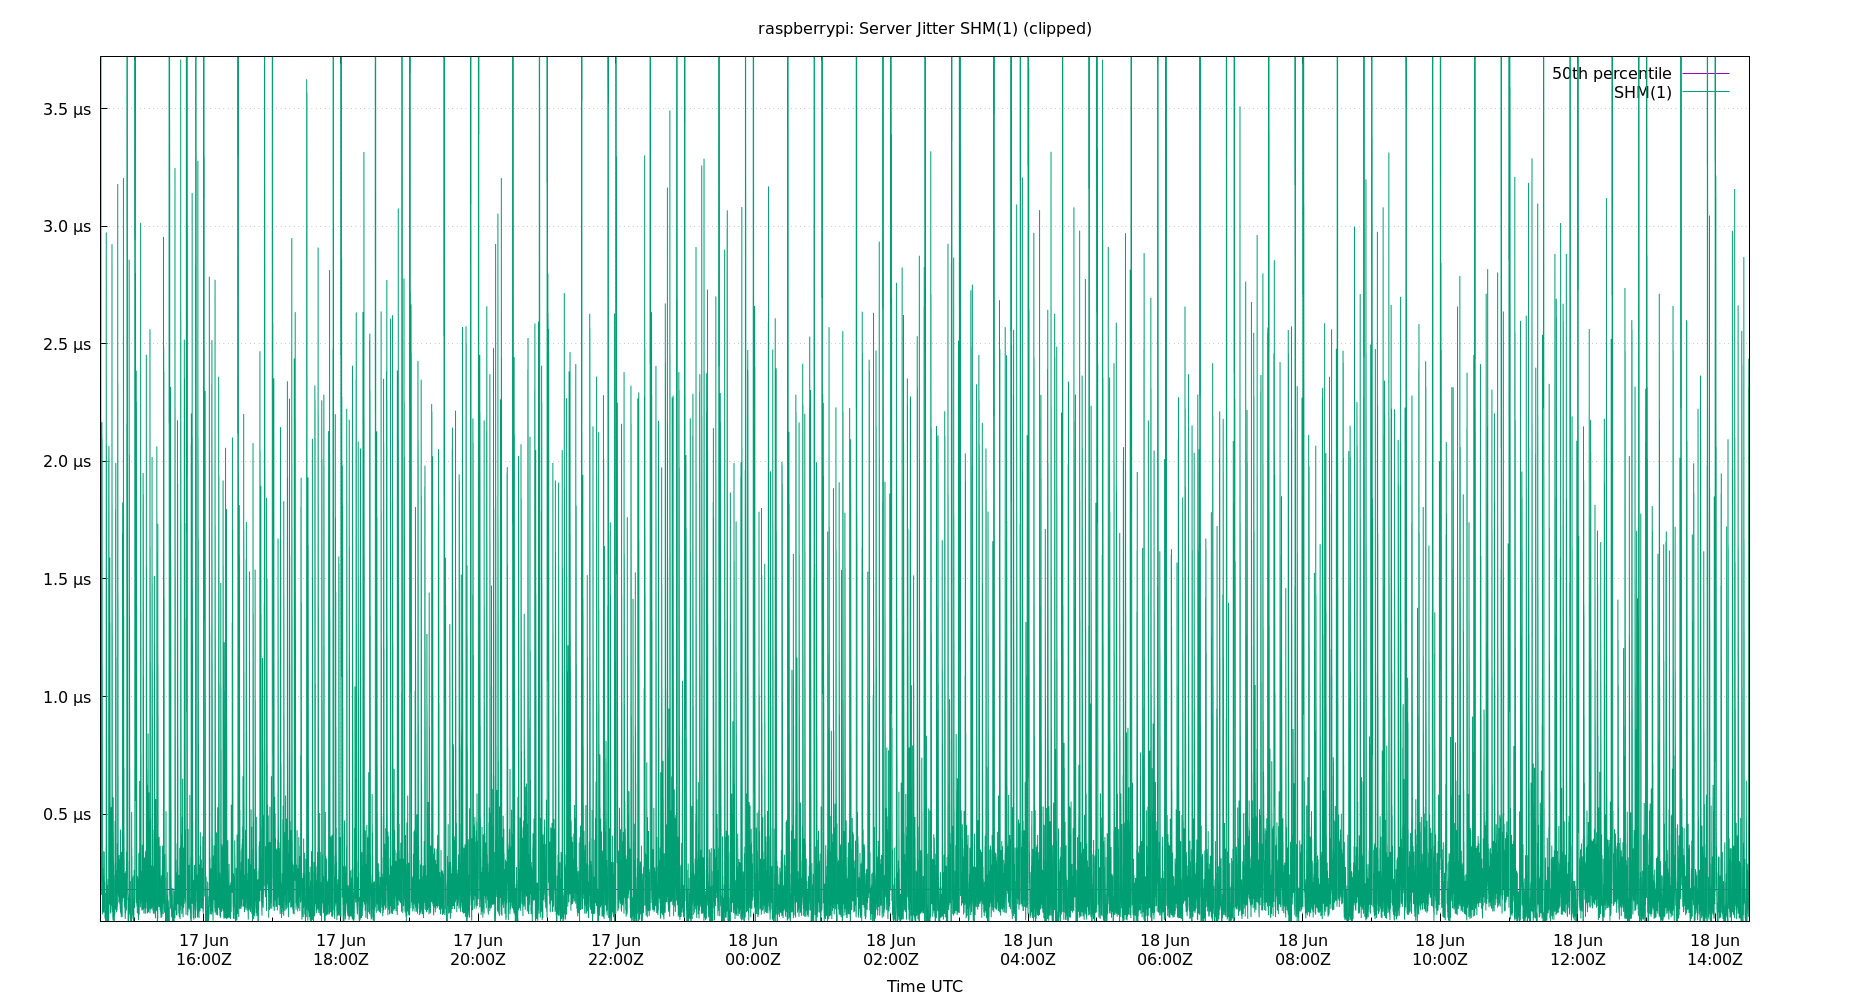 raspberrypi: Server Jitter SHM(1) (clipped)
50th percentile
SHM(1)
3.5 µs
3.0 µs
2.5 µs
2.0 µs
1.5 µs
1.0 µs
0.5 µs
17 Jun 17 Jun 17 Jun 17 Jun 18 Jun 18 Jun 18 Jun 18 Jun 18 Jun 18 Jun 18 Jun 18 Jun
16:00Z 18:00Z 20:00Z 22:00Z 00:00Z 02:00Z 04:00Z 06:00Z 08:00Z 10:00Z 12:00Z 14:00Z
Time UTC